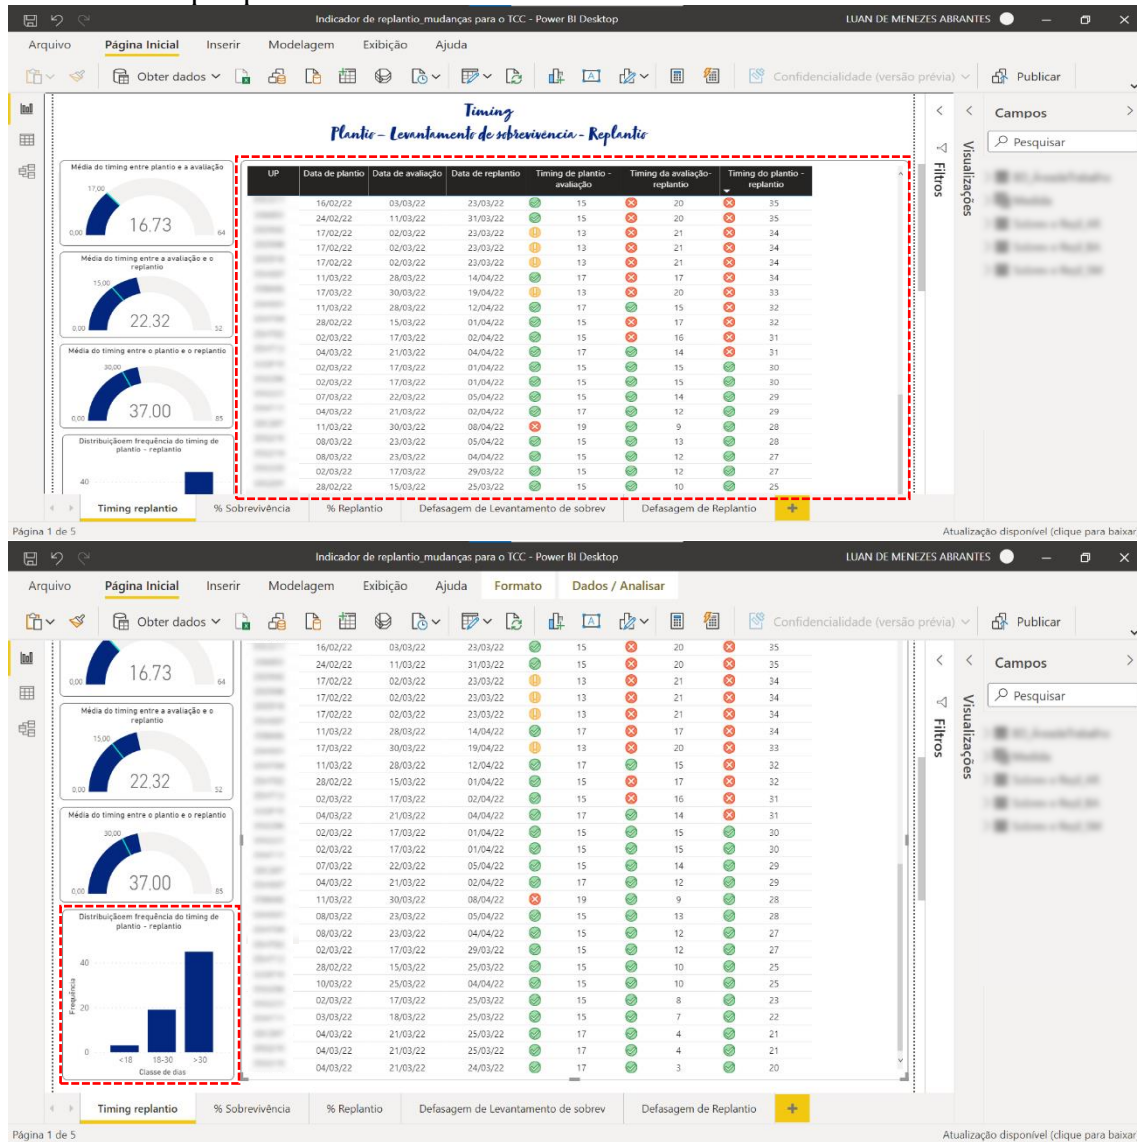 Indicador de replantio_mudanças para o TCC - Power BI Desktop
LUAN DE MENEZES ABRANTES
Arquivo Página Inicial Inserir Modelagem Exibição Ajuda
Obter dados
Confidencialidade (versão prévia)
Publicar
Timing
Plantio - Levantamento de sobrevivência - Replantio
Média do timing entre plantio e a avaliação
17,00
16.73
0,00
64
Média do timing entre a avaliação e o
replantio
15,00
22.32
0,00
52
Média do timing entre o plantio e o replantio
30,00
37.00
0,00
85
Distribuiçãoem frequência do timing de
plantio - replantio
40
UP Data de plantio Data de avaliação Data de replantio Timing de plantio - avaliação Timing da avaliação- replantio Timing do plantio - replantio
16/02/22 03/03/22 23/03/22 15 20 35
24/02/22 11/03/22 31/03/22 15 20 35
17/02/22 02/03/22 23/03/22 13 21 34
17/02/22 02/03/22 23/03/22 13 21 34
17/02/22 02/03/22 23/03/22 13 21 34
11/03/22 28/03/22 14/04/22 17 17 34
17/03/22 30/03/22 19/04/22 13 20 33
11/03/22 28/03/22 12/04/22 17 15 32
28/02/22 15/03/22 01/04/22 15 17 32
02/03/22 17/03/22 02/04/22 15 16 31
04/03/22 21/03/22 04/04/22 17 14 31
02/03/22 17/03/22 01/04/22 15 15 30
02/03/22 17/03/22 01/04/22 15 15 30
07/03/22 22/03/22 05/04/22 15 14 29
04/03/22 21/03/22 02/04/22 17 12 29
11/03/22 30/03/22 08/04/22 19 9 28
08/03/22 23/03/22 05/04/22 15 13 28
08/03/22 23/03/22 04/04/22 15 12 27
02/03/22 17/03/22 29/03/22 15 12 27
28/02/22 15/03/22 25/03/22 15 10 25
Filtros
Visualizações
Campos
Pesquisar
Timing replantio % Sobrevivência % Replantio Defasagem de Levantamento de sobrev Defasagem de Replantio
Página 1 de 5
Atualização disponível (clique para baixar
Indicador de replantio_mudanças para o TCC - Power BI Desktop
LUAN DE MENEZES ABRANTES
Arquivo Página Inicial Inserir Modelagem Exibição Ajuda Formato Dados / Analisar
Obter dados
Confidencialidade (versão prévia)
Publicar
16.73
0,00
64
Média do timing entre a avaliação e o
replantio
15,00
22.32
0,00
52
Média do timing entre o plantio e o replantio
30,00
37.00
0,00
85
Distribuiçãoem frequência do timing de
plantio - replantio
Frequência
40
20
0
<18 18-30 >30
Classe de dias
16/02/22 03/03/22 23/03/22 15 20 35
24/02/22 11/03/22 31/03/22 15 20 35
17/02/22 02/03/22 23/03/22 13 21 34
17/02/22 02/03/22 23/03/22 13 21 34
17/02/22 02/03/22 23/03/22 13 21 34
11/03/22 28/03/22 14/04/22 17 17 34
17/03/22 30/03/22 19/04/22 13 20 33
11/03/22 28/03/22 12/04/22 17 15 32
28/02/22 15/03/22 01/04/22 15 17 32
02/03/22 17/03/22 02/04/22 15 16 31
04/03/22 21/03/22 04/04/22 17 14 31
02/03/22 17/03/22 01/04/22 15 15 30
02/03/22 17/03/22 01/04/22 15 15 30
07/03/22 22/03/22 05/04/22 15 14 29
04/03/22 21/03/22 02/04/22 17 12 29
11/03/22 30/03/22 08/04/22 19 9 28
08/03/22 23/03/22 05/04/22 15 13 28
08/03/22 23/03/22 04/04/22 15 12 27
02/03/22 17/03/22 29/03/22 15 12 27
28/02/22 15/03/22 25/03/22 15 10 25
10/03/22 25/03/22 04/04/22 15 10 25
02/03/22 17/03/22 25/03/22 15 8 23
03/03/22 18/03/22 25/03/22 15 7 22
04/03/22 21/03/22 25/03/22 17 4 21
04/03/22 21/03/22 25/03/22 17 4 21
04/03/22 21/03/22 24/03/22 17 3 20
Filtros
Visualizações
Campos
Pesquisar
Timing replantio % Sobrevivência % Replantio Defasagem de Levantamento de sobrev Defasagem de Replantio
Página 1 de 5
Atualização disponível (clique para baixar